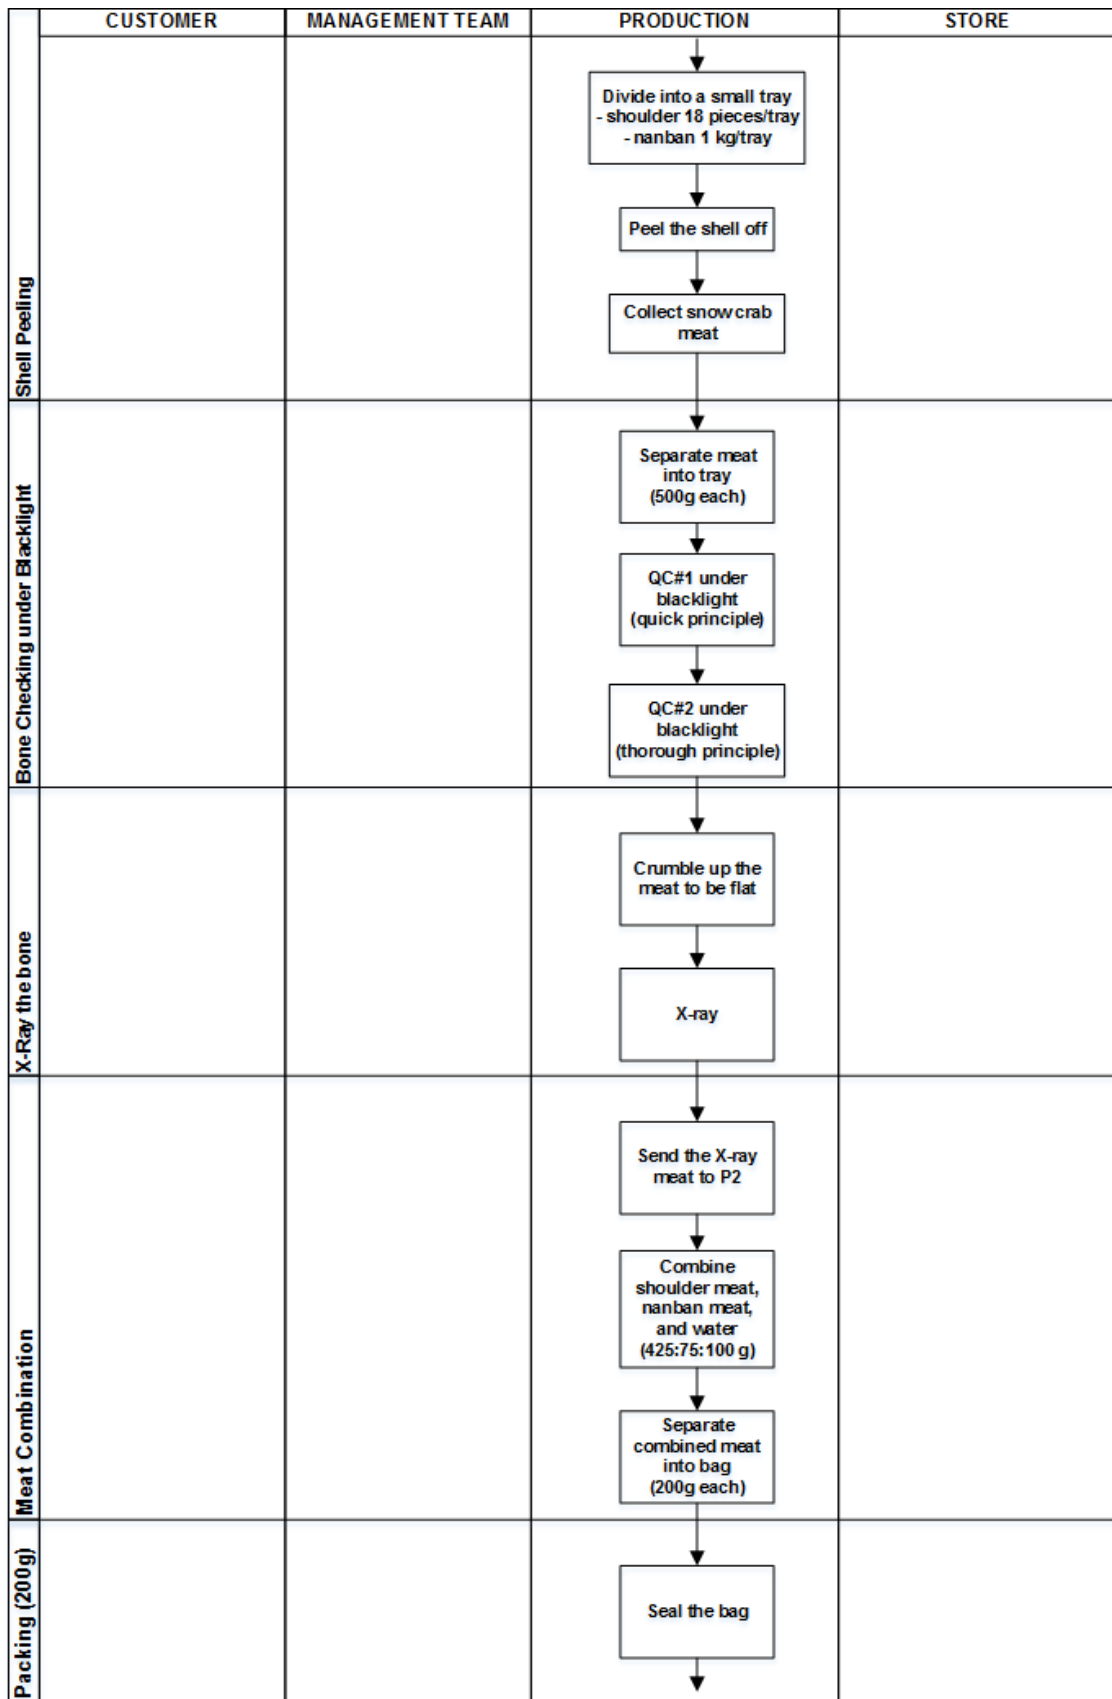 CUSTOMER
MANAGEMENT TEAM
PRODUCTION
STORE
Shell Peeling
Divide into a small tray
- shoulder 18 pieces/tray
- nanban 1 kg/tray
Peel the shell off
Collect snow crab
meat
Bone Checking under Blacklight
Separate meat
into tray
(500g each)
QC#1 under
blacklight
(quick principle)
QC#2 under
blacklight
(thorough principle)
X-Ray the bone
Crumble up the
meat to be flat
X-ray
Meat Combination
Send the X-ray
meat to P2
Combine
shoulder meat,
nanban meat,
and water
(425:75:100 g)
Separate
combined meat
into bag
(200g each)
Packing (200g)
Seal the bag